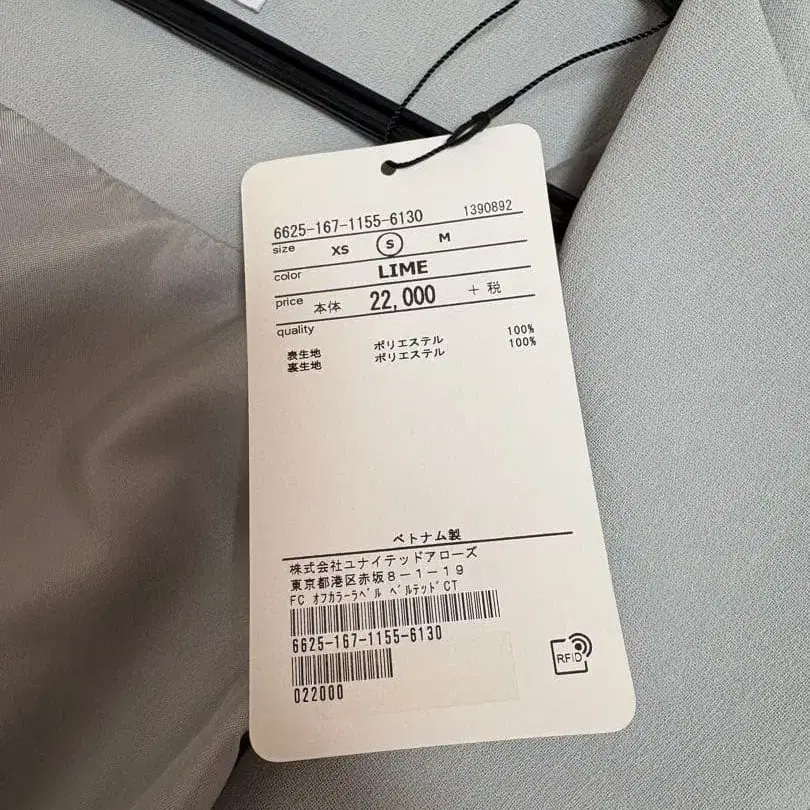 6625-167-1155-6130 1390892
size XS S M
color LIME
price 本体 22,000 + 税
quality
表生地 ポリエステル 100%
裏生地 ポリエステル 100%
ベトナム製
株式会社ユナイテッドアローズ
東京都港区赤坂8-1-19
FC オフカラーラベル ベルテッドCT
6625-167-1155-6130
022000
RFID